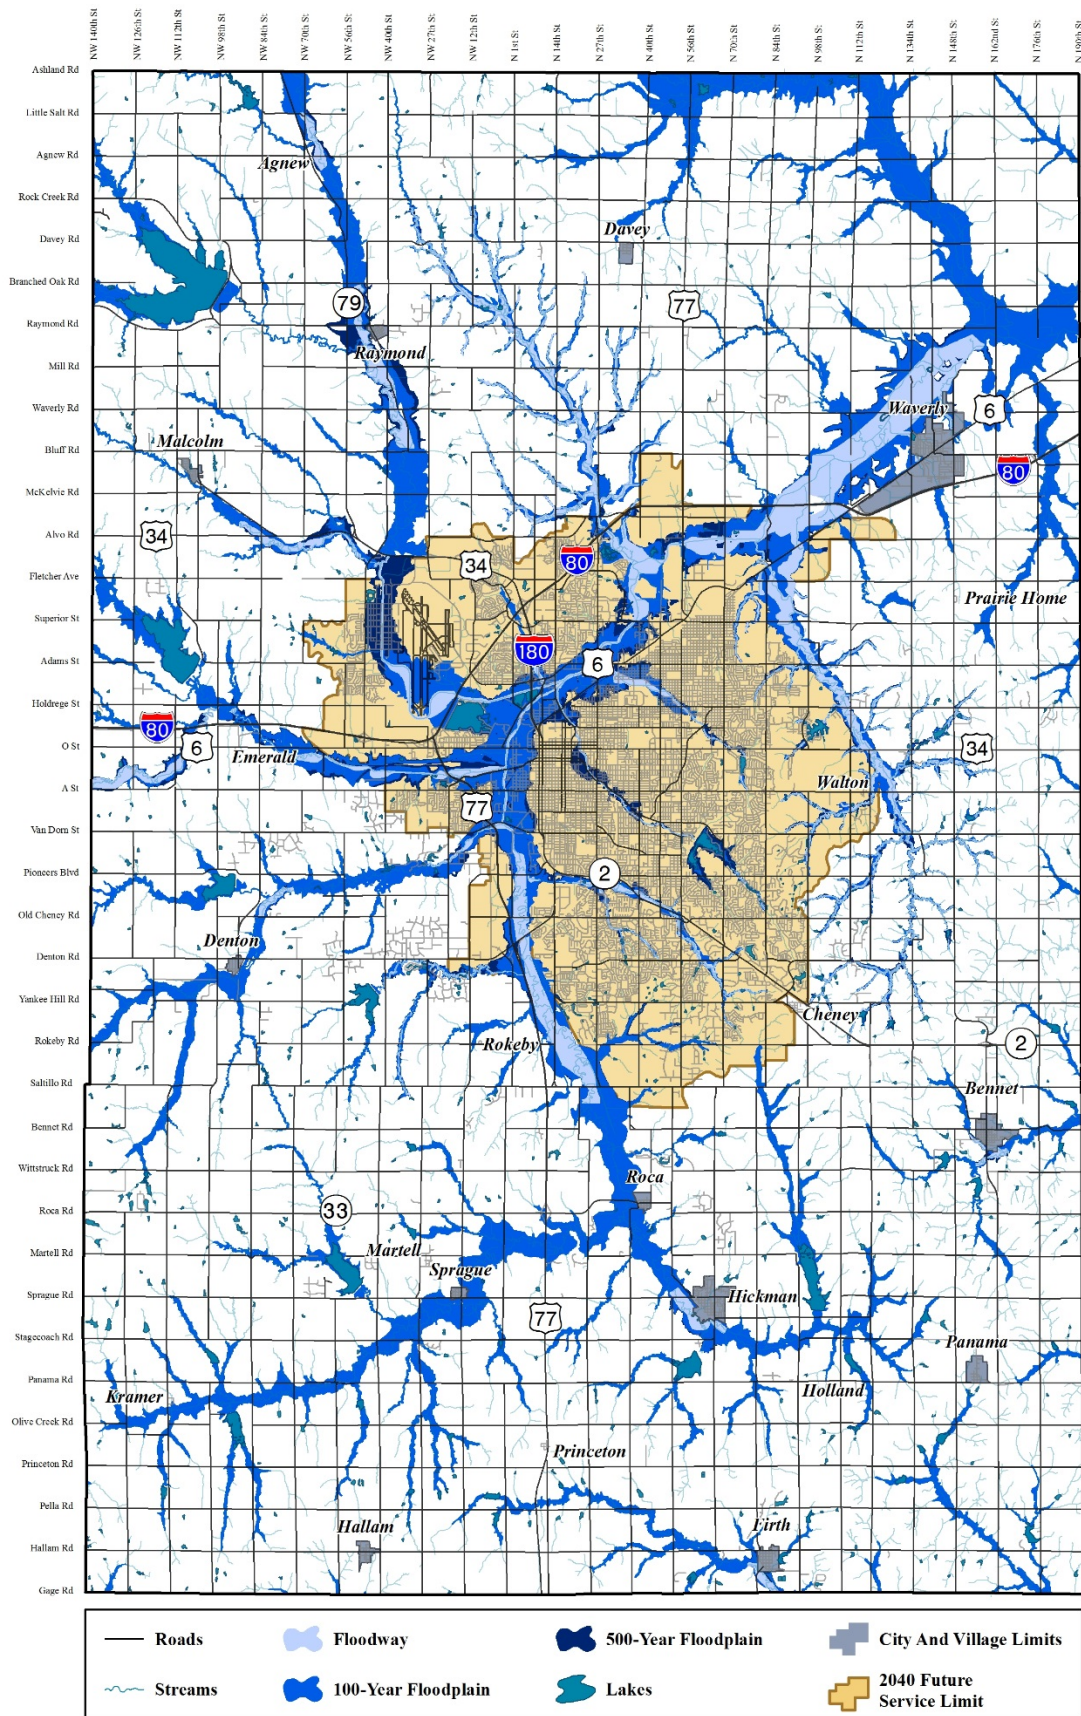 NW 140th St
NW 126th St
NW 112th St
NW 98th St
NW 84th St
NW 70th St
NW 56th St
NW 40th St
NW 27th St
NW 12th St
N 1st St
N 14th St
N 27th St
N 40th St
N 56th St
N 70th St
N 84th St
N 98th St
N 112th St
N 134th St
N 148th St
N 162nd St
N 176th St
N 190th St
Ashland Rd
Little Salt Rd
Agnew Rd
Agnew
Rock Creek Rd
Davey Rd
Davey
Branched Oak Rd
79
77
Raymond Rd
Raymond
Mill Rd
Waverly Rd
Waverly
6
Malcolm
Bluff Rd
80
McKelvie Rd
34
Alvo Rd
34
80
Fletcher Ave
Prairie Home
Superior St
180
Adams St
6
Holdrege St
80
6
O St
Emerald
34
A St
Walton
77
Van Dorn St
Pioneers Blvd
2
Old Cheney Rd
Denton
Denton Rd
Yankee Hill Rd
Cheney
Rokeby Rd
Rokeby
2
Saltillo Rd
Bennet
Bennet Rd
Wittstruck Rd
Roca
Roca Rd
33
Martell Rd
Martell
Sprague
Sprague Rd
Hickman
77
Stagecoach Rd
Panama
Panama Rd
Kramer
Holland
Olive Creek Rd
Princeton
Princeton Rd
Pella Rd
Hallam
Firth
Hallam Rd
Gage Rd
Roads
Floodway
500-Year Floodplain
City And Village Limits
Streams
100-Year Floodplain
Lakes
2040 Future
Service Limit